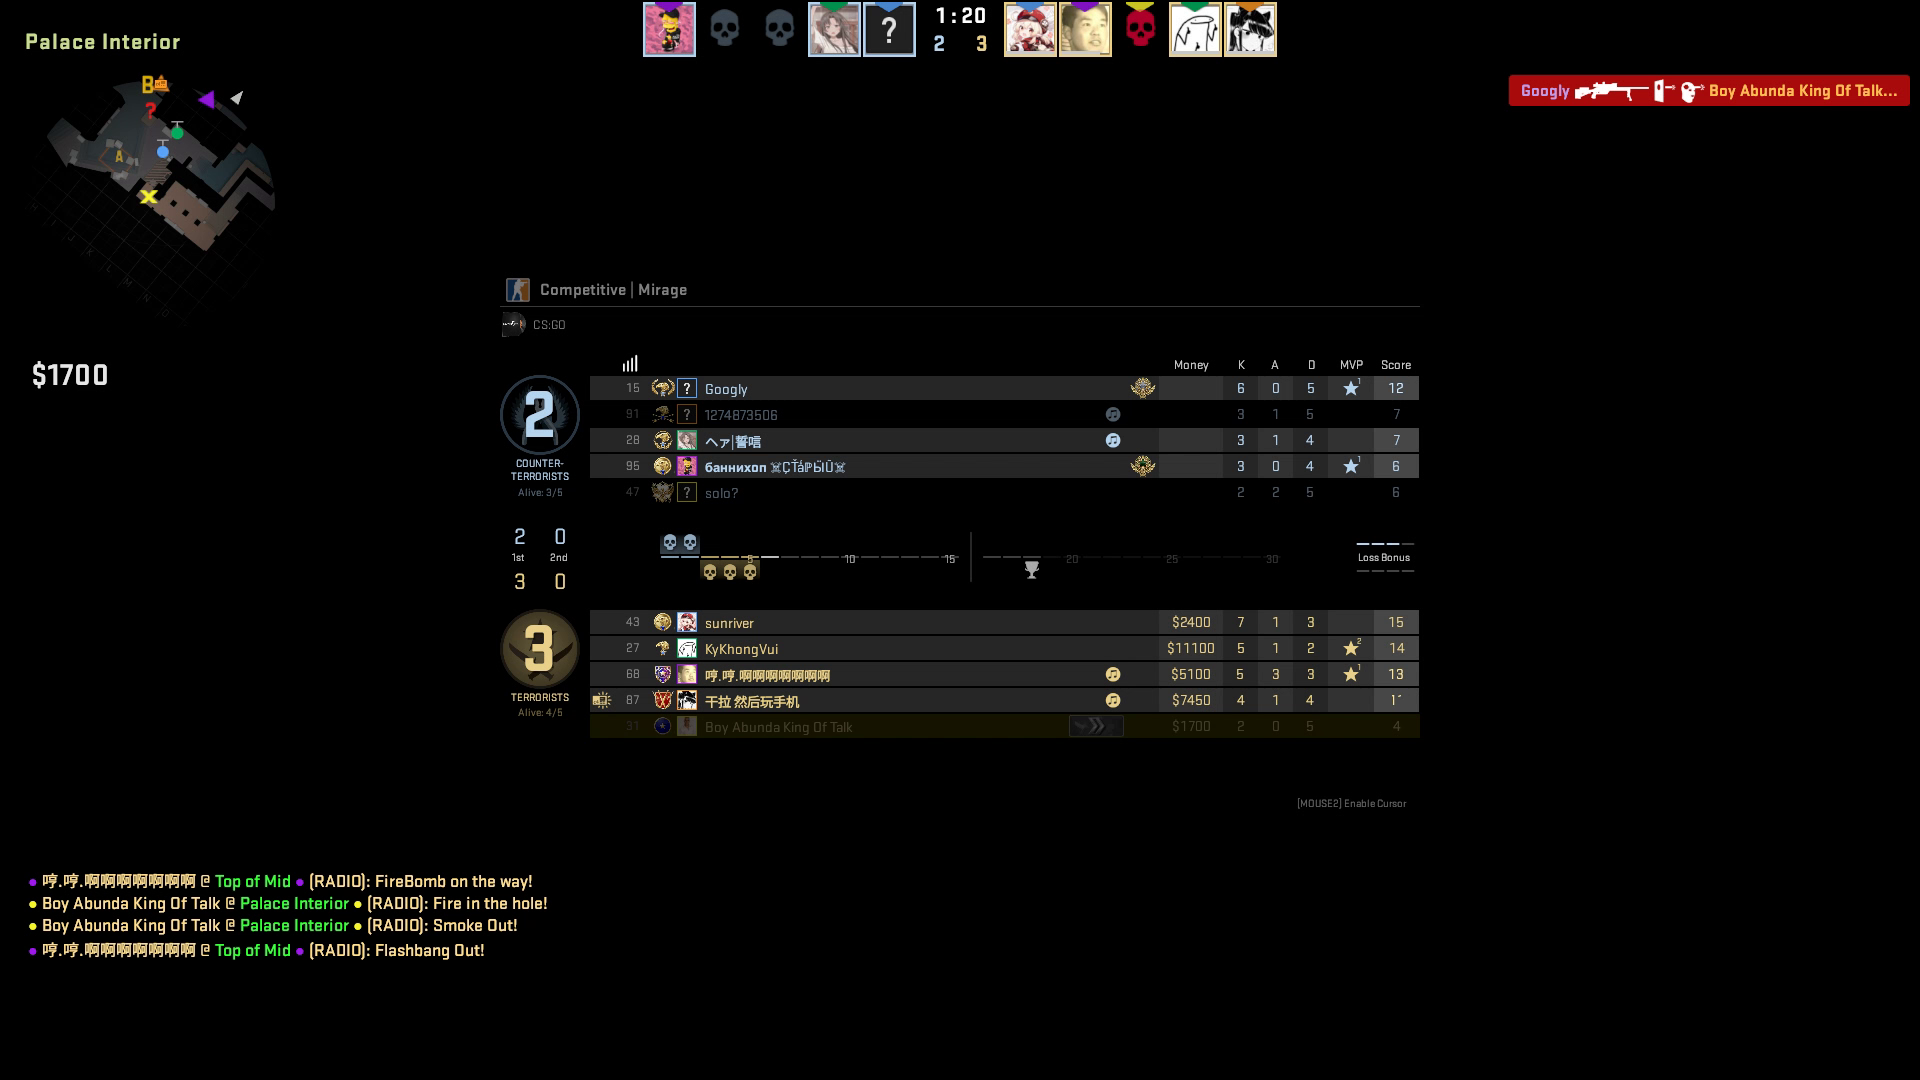 Palace Interior
1:20
2 3
?
B
?
A
Googly Boy Abunda King Of Talk...
$1700
Competitive | Mirage
CS:GO
Money K A D MVP Score
15 ? Googly 6 0 5 1 12
91 ? 1274873506 3 1 5 7
28 へァ|誓唁 3 1 4 7
95 баннихоп ☠ÇŤáℙЫŨ☠ 3 0 4 1 6
47 ? solo? 2 2 5 6
2
COUNTER-
TERRORISTS
Alive: 3/5
2 0
1st 2nd
3 0
5 10 15 20 25 30
Loss Bonus
3
TERRORISTS
Alive: 4/5
43 sunriver $2400 7 1 3 15
27 KyKhongVui $11100 5 1 2 2 14
68 哼.哼.啊啊啊啊啊啊啊 $5100 5 3 3 1 13
87 干拉 然后玩手机 $7450 4 1 4
31 Boy Abunda King Of Talk $1700 2 0 5 4
[MOUSE2] Enable Cursor
● 哼.哼.啊啊啊啊啊啊啊 @ Top of Mid ● (RADIO): FireBomb on the way!
● Boy Abunda King Of Talk @ Palace Interior ● (RADIO): Fire in the hole!
● Boy Abunda King Of Talk @ Palace Interior ● (RADIO): Smoke Out!
● 哼.哼.啊啊啊啊啊啊啊 @ Top of Mid ● (RADIO): Flashbang Out!